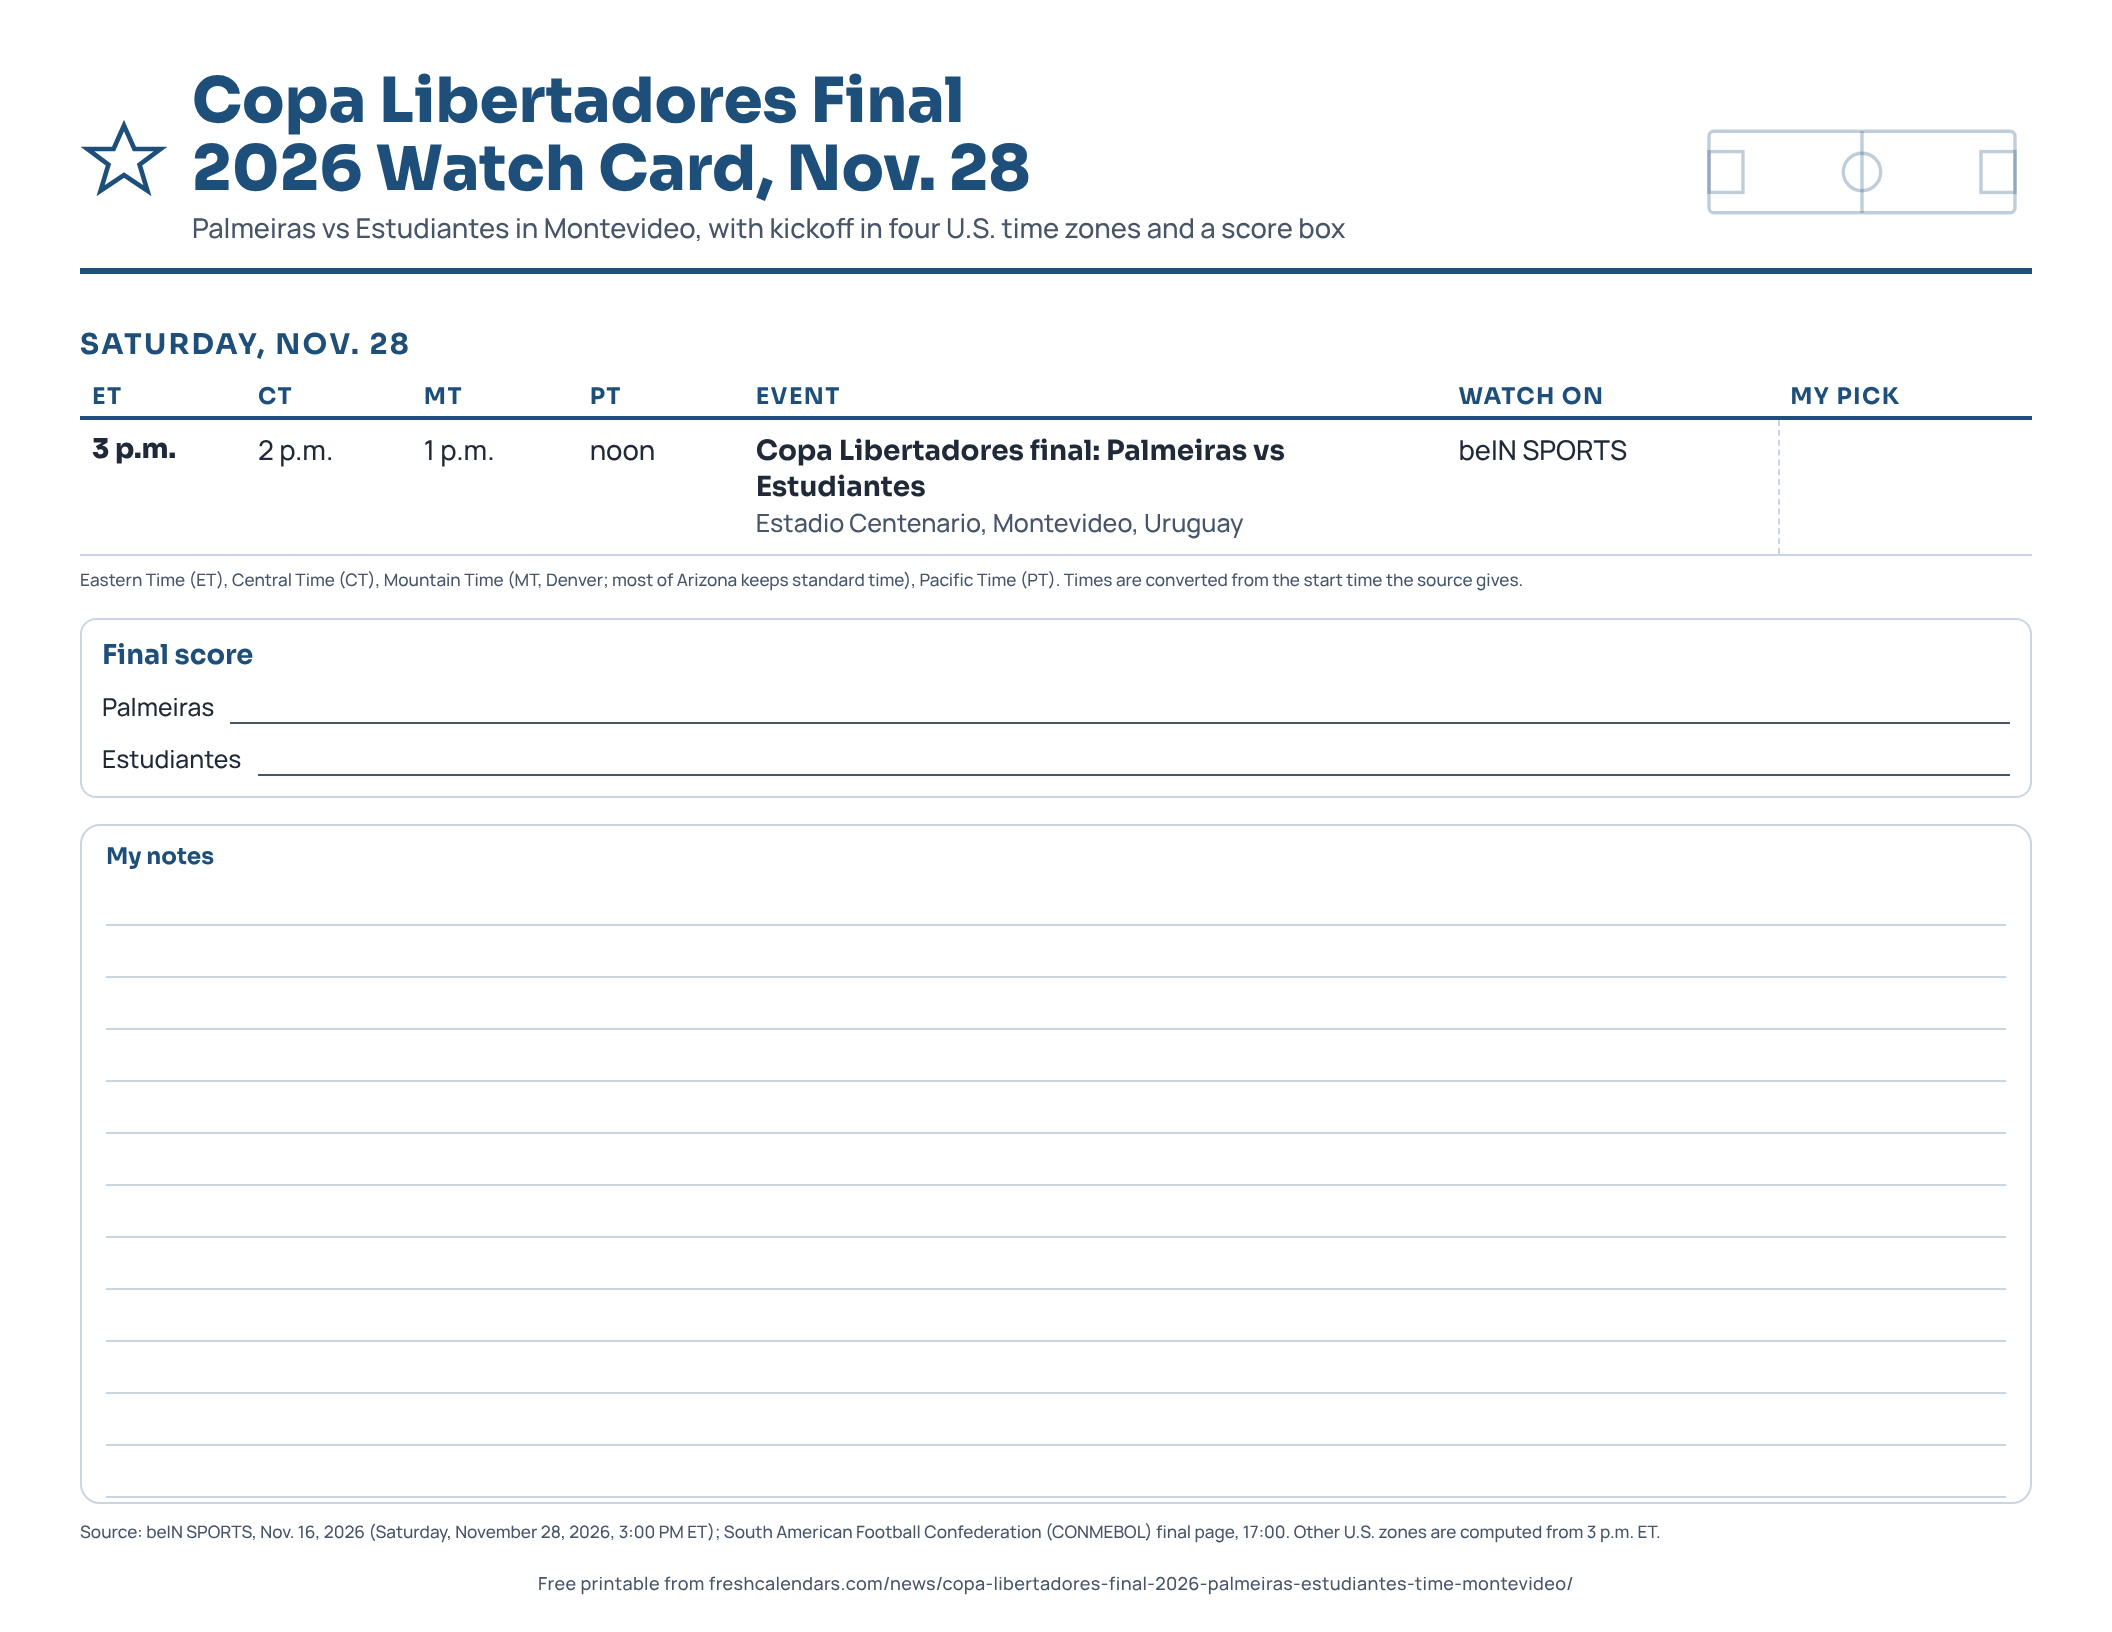 Copa Libertadores Final
2026 Watch Card, Nov. 28
Palmeiras vs Estudiantes in Montevideo, with kickoff in four U.S. time zones and a score box
SATURDAY, NOV. 28
ET CT MT PT EVENT WATCH ON MY PICK
3 p.m. 2 p.m. 1 p.m. noon Copa Libertadores final: Palmeiras vs beIN SPORTS
Estudiantes
Estadio Centenario, Montevideo, Uruguay
Eastern Time (ET), Central Time (CT), Mountain Time (MT, Denver; most of Arizona keeps standard time), Pacific Time (PT). Times are converted from the start time the source gives.
Final score
Palmeiras
Estudiantes
My notes
Source: beIN SPORTS, Nov. 16, 2026 (Saturday, November 28, 2026, 3:00 PM ET); South American Football Confederation (CONMEBOL) final page, 17:00. Other U.S. zones are computed from 3 p.m. ET.
Free printable from freshcalendars.com/news/copa-libertadores-final-2026-palmeiras-estudiantes-time-montevideo/